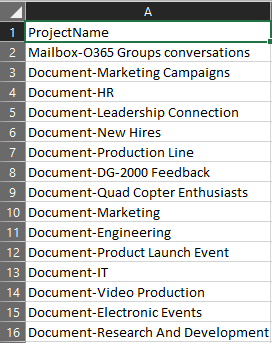 A
1 ProjectName
2 Mailbox-O365 Groups conversations
3 Document-Marketing Campaigns
4 Document-HR
5 Document-Leadership Connection
6 Document-New Hires
7 Document-Production Line
8 Document-DG-2000 Feedback
9 Document-Quad Copter Enthusiasts
10 Document-Marketing
11 Document-Engineering
12 Document-Product Launch Event
13 Document-IT
14 Document-Video Production
15 Document-Electronic Events
16 Document-Research And Development